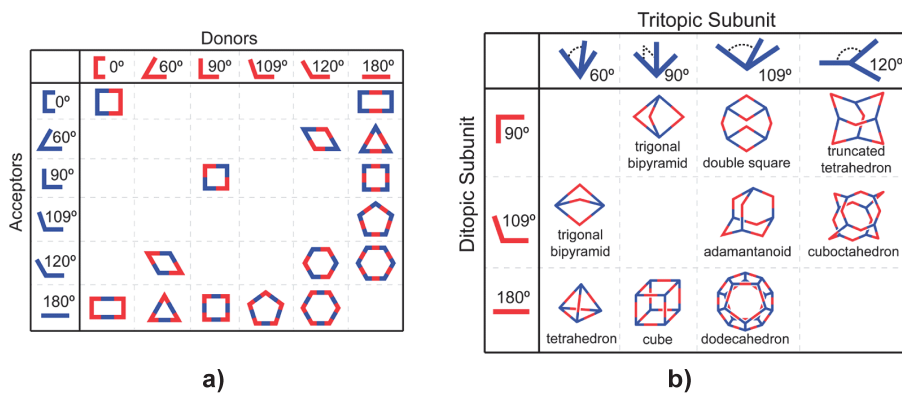 Donors
0º 60º 90º 109º 120º 180º
Acceptors
0º
60º
90º
109º
120º
180º
a)
Tritopic Subunit
60º 90º 109º 120º
Ditopic Subunit
90º
trigonal
bipyramid
double square
truncated
tetrahedron
109º
trigonal
bipyramid
adamantanoid
cuboctahedron
180º
tetrahedron
cube
dodecahedron
b)